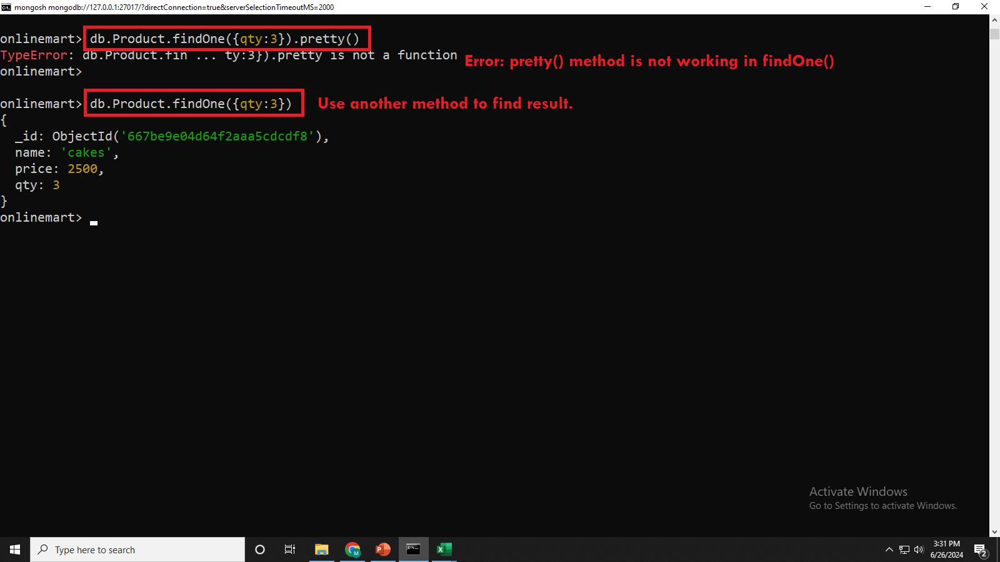 mongosh mongodb://127.0.0.1:27017/?directConnection=true&serverSelectionTimeoutMS=2000
onlinemart> db.Product.findOne({qty:3}).pretty()
TypeError: db.Product.fin ... ty:3}).pretty is not a function
Error: pretty() method is not working in findOne()
onlinemart>
onlinemart> db.Product.findOne({qty:3})
Use another method to find result.
{
_id: ObjectId('667be9e04d64f2aaa5cdcdf8'),
name: 'cakes',
price: 2500,
qty: 3
}
onlinemart>
Activate Windows
Go to Settings to activate Windows.
Type here to search
3:31 PM
6/26/2024
2